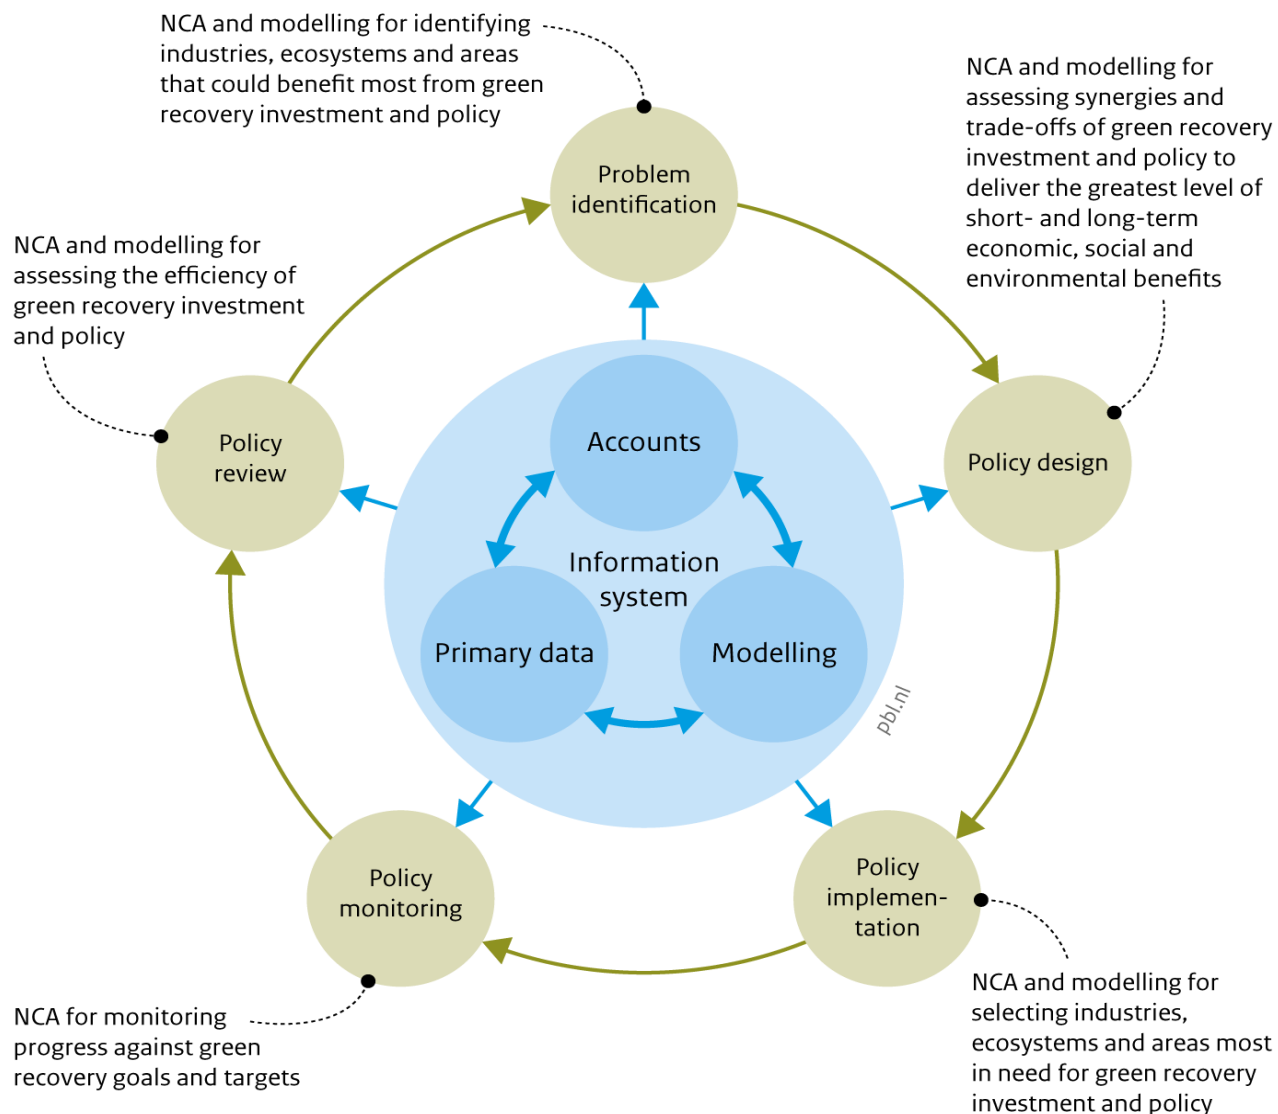 NCA and modelling for identifying
industries, ecosystems and areas
that could benefit most from green
recovery investment and policy
NCA and modelling for
assessing synergies and
trade-offs of green recovery
investment and policy to
deliver the greatest level of
short- and long-term
economic, social and
environmental benefits
Problem
identification
NCA and modelling for
assessing the efficiency of
green recovery investment
and policy
Policy
review
Accounts
Policy design
Information
system
Primary data
Modelling
pbl.nl
Policy
monitoring
Policy
implemen-
tation
NCA for monitoring
progress against green
recovery goals and targets
NCA and modelling for
selecting industries,
ecosystems and areas most
in need for green recovery
investment and policy